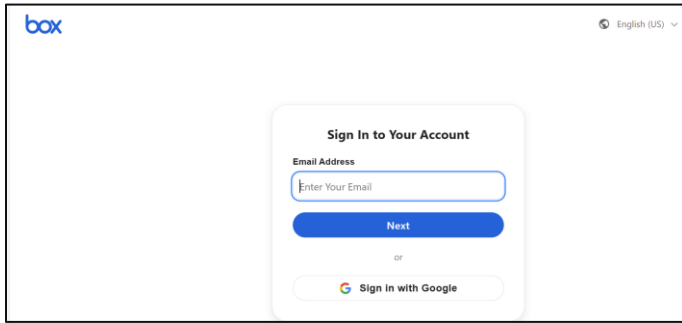 box
English (US)
Sign In to Your Account
Email Address
Enter Your Email
Next
or
Sign in with Google